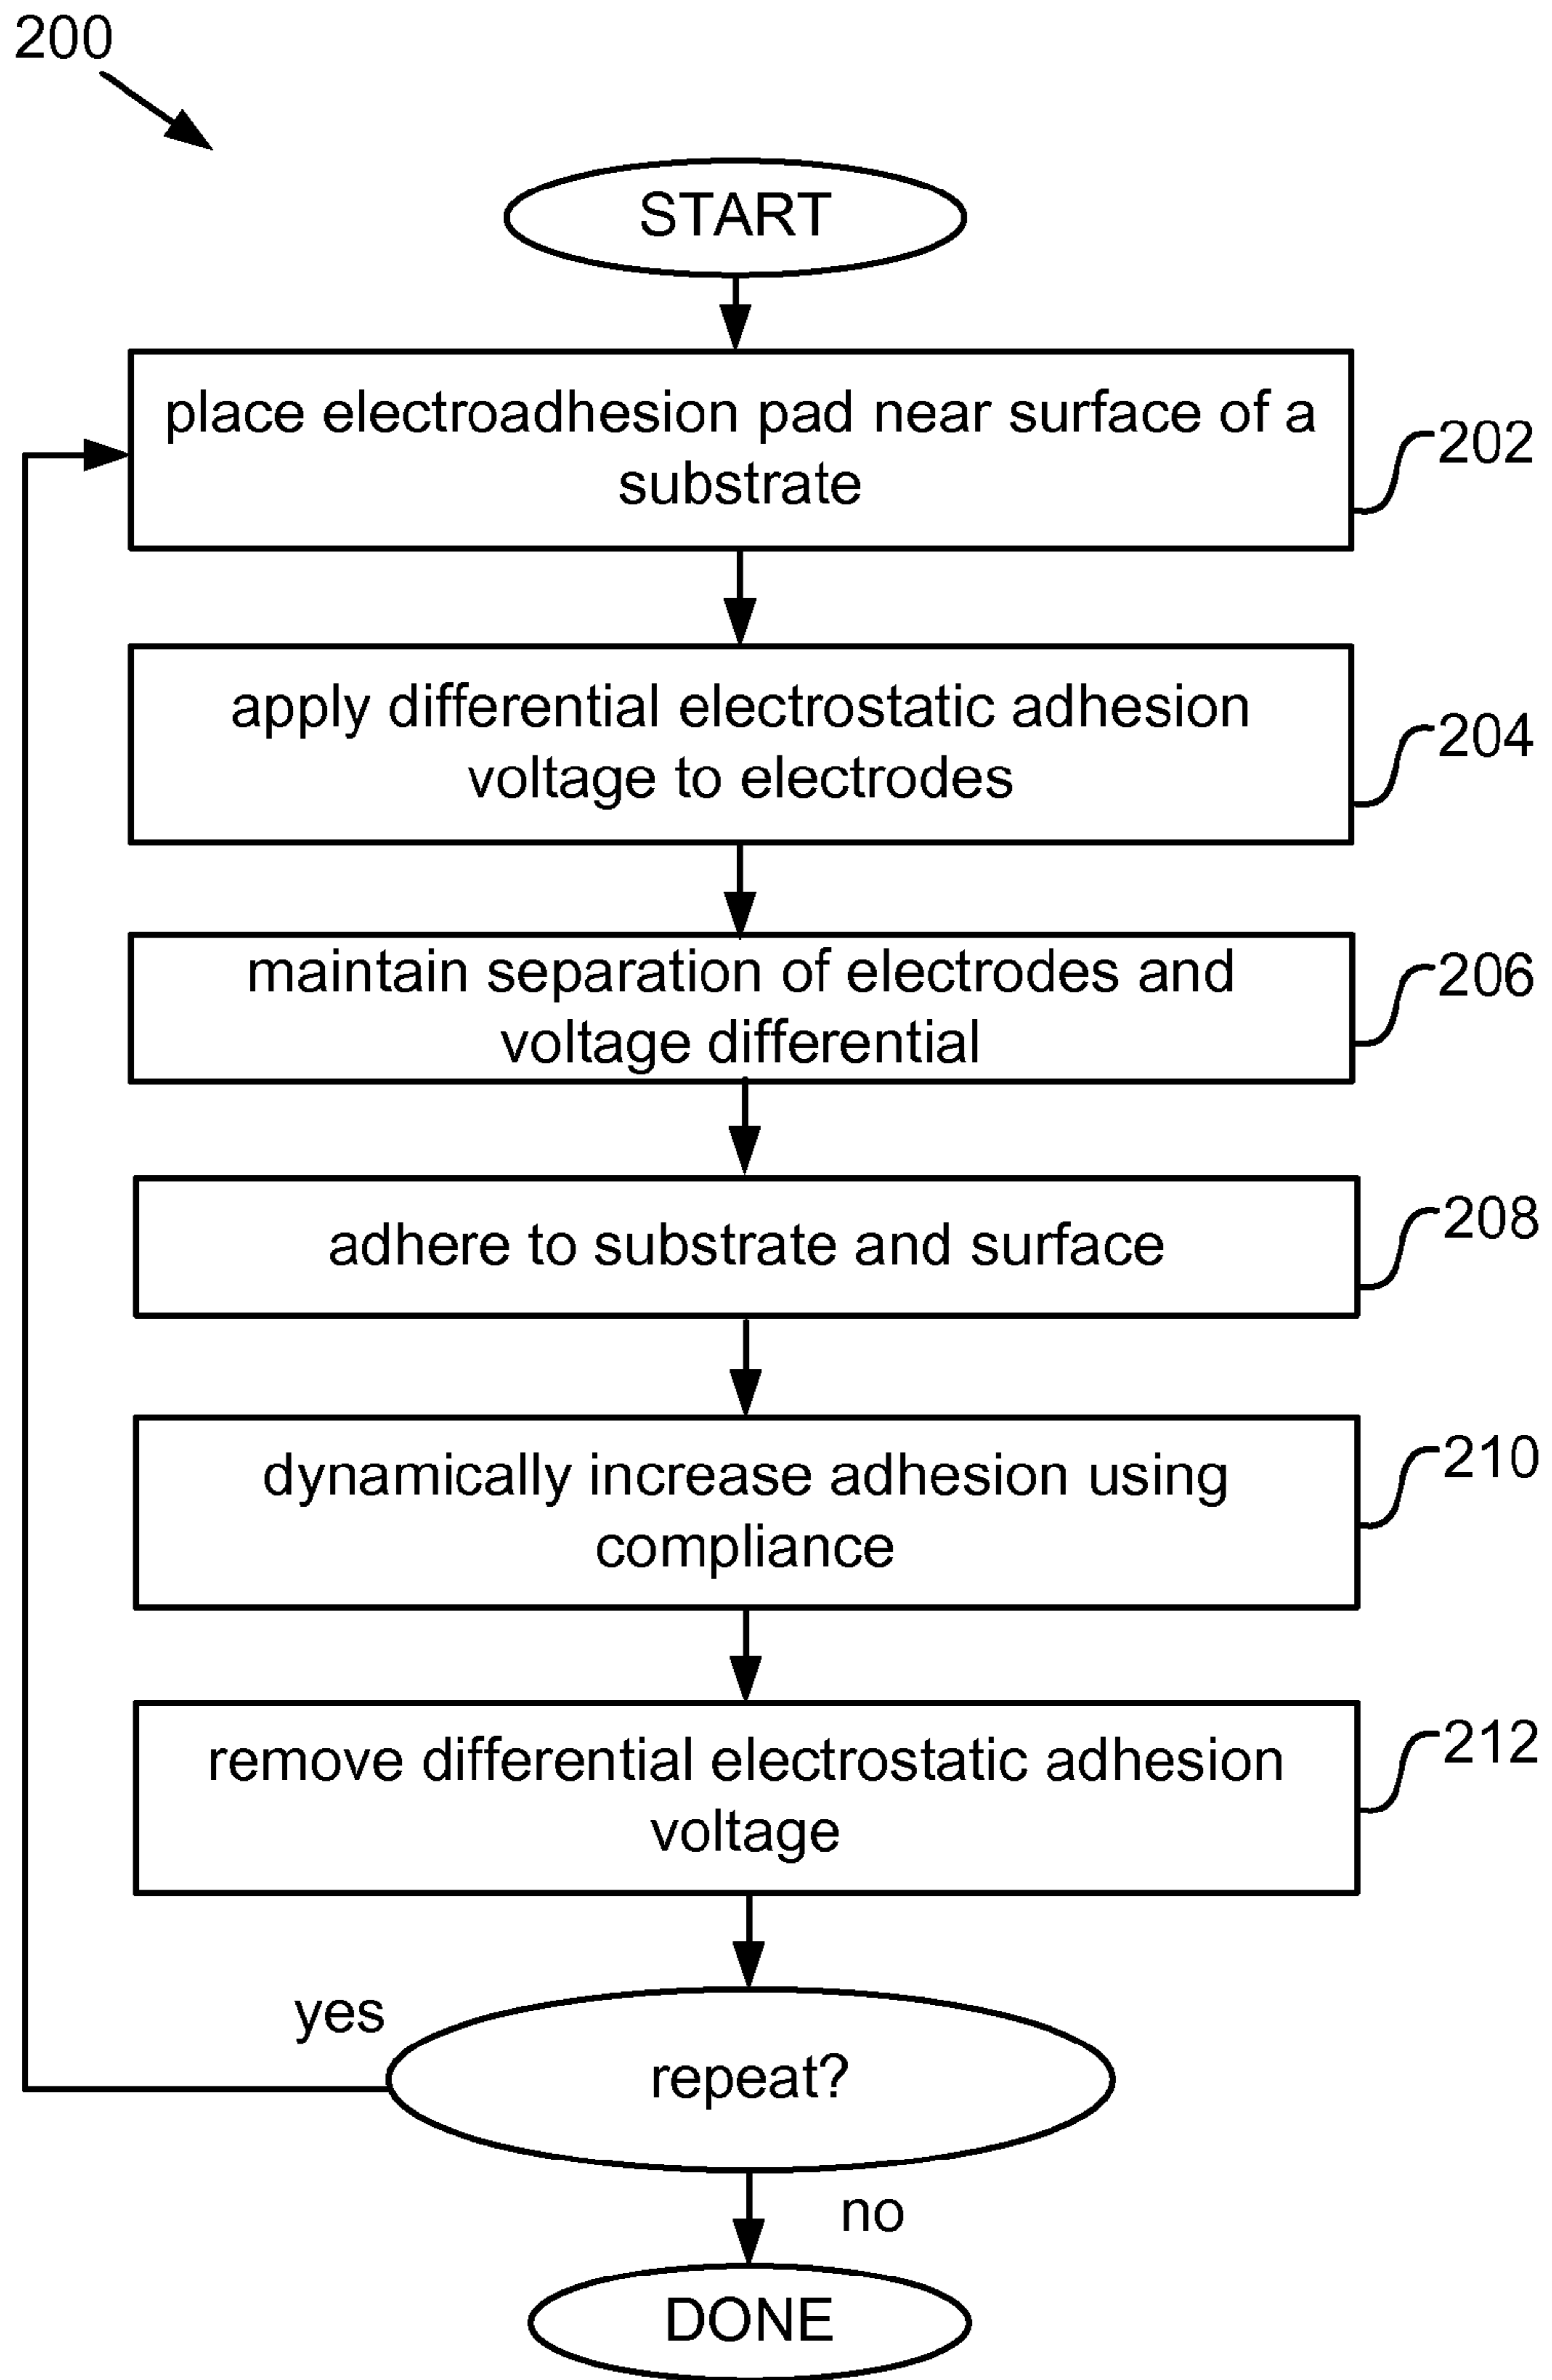 200
START
place electroadhesion pad near surface of a
substrate
202
apply differential electrostatic adhesion
voltage to electrodes
204
maintain separation of electrodes and
voltage differential
206
adhere to substrate and surface
208
dynamically increase adhesion using
compliance
210
remove differential electrostatic adhesion
voltage
212
yes
repeat?
no
DONE